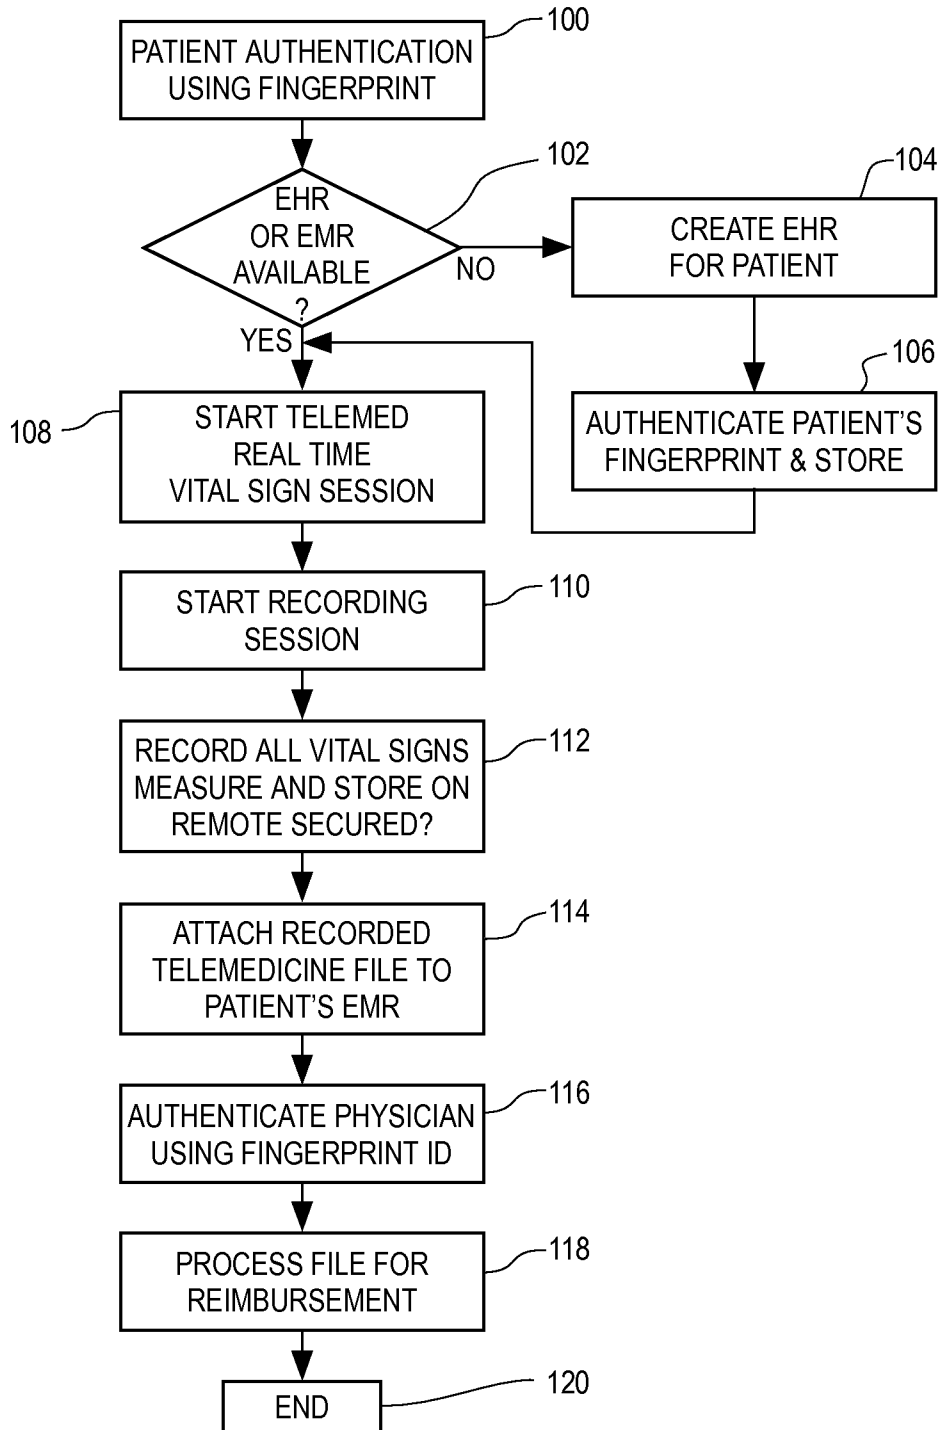 100
PATIENT AUTHENTICATION
USING FINGERPRINT
102
EHR
OR EMR
AVAILABLE
?
NO
YES
104
CREATE EHR
FOR PATIENT
106
AUTHENTICATE PATIENT'S
FINGERPRINT & STORE
108
START TELEMED
REAL TIME
VITAL SIGN SESSION
110
START RECORDING
SESSION
112
RECORD ALL VITAL SIGNS
MEASURE AND STORE ON
REMOTE SECURED?
114
ATTACH RECORDED
TELEMEDICINE FILE TO
PATIENT'S EMR
116
AUTHENTICATE PHYSICIAN
USING FINGERPRINT ID
118
PROCESS FILE FOR
REIMBURSEMENT
120
END